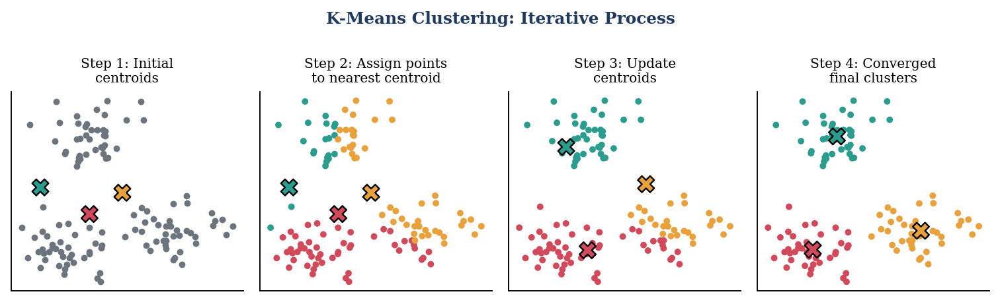 K-Means Clustering: Iterative Process
Step 1: Initial
centroids
Step 2: Assign points
to nearest centroid
Step 3: Update
centroids
Step 4: Converged
final clusters